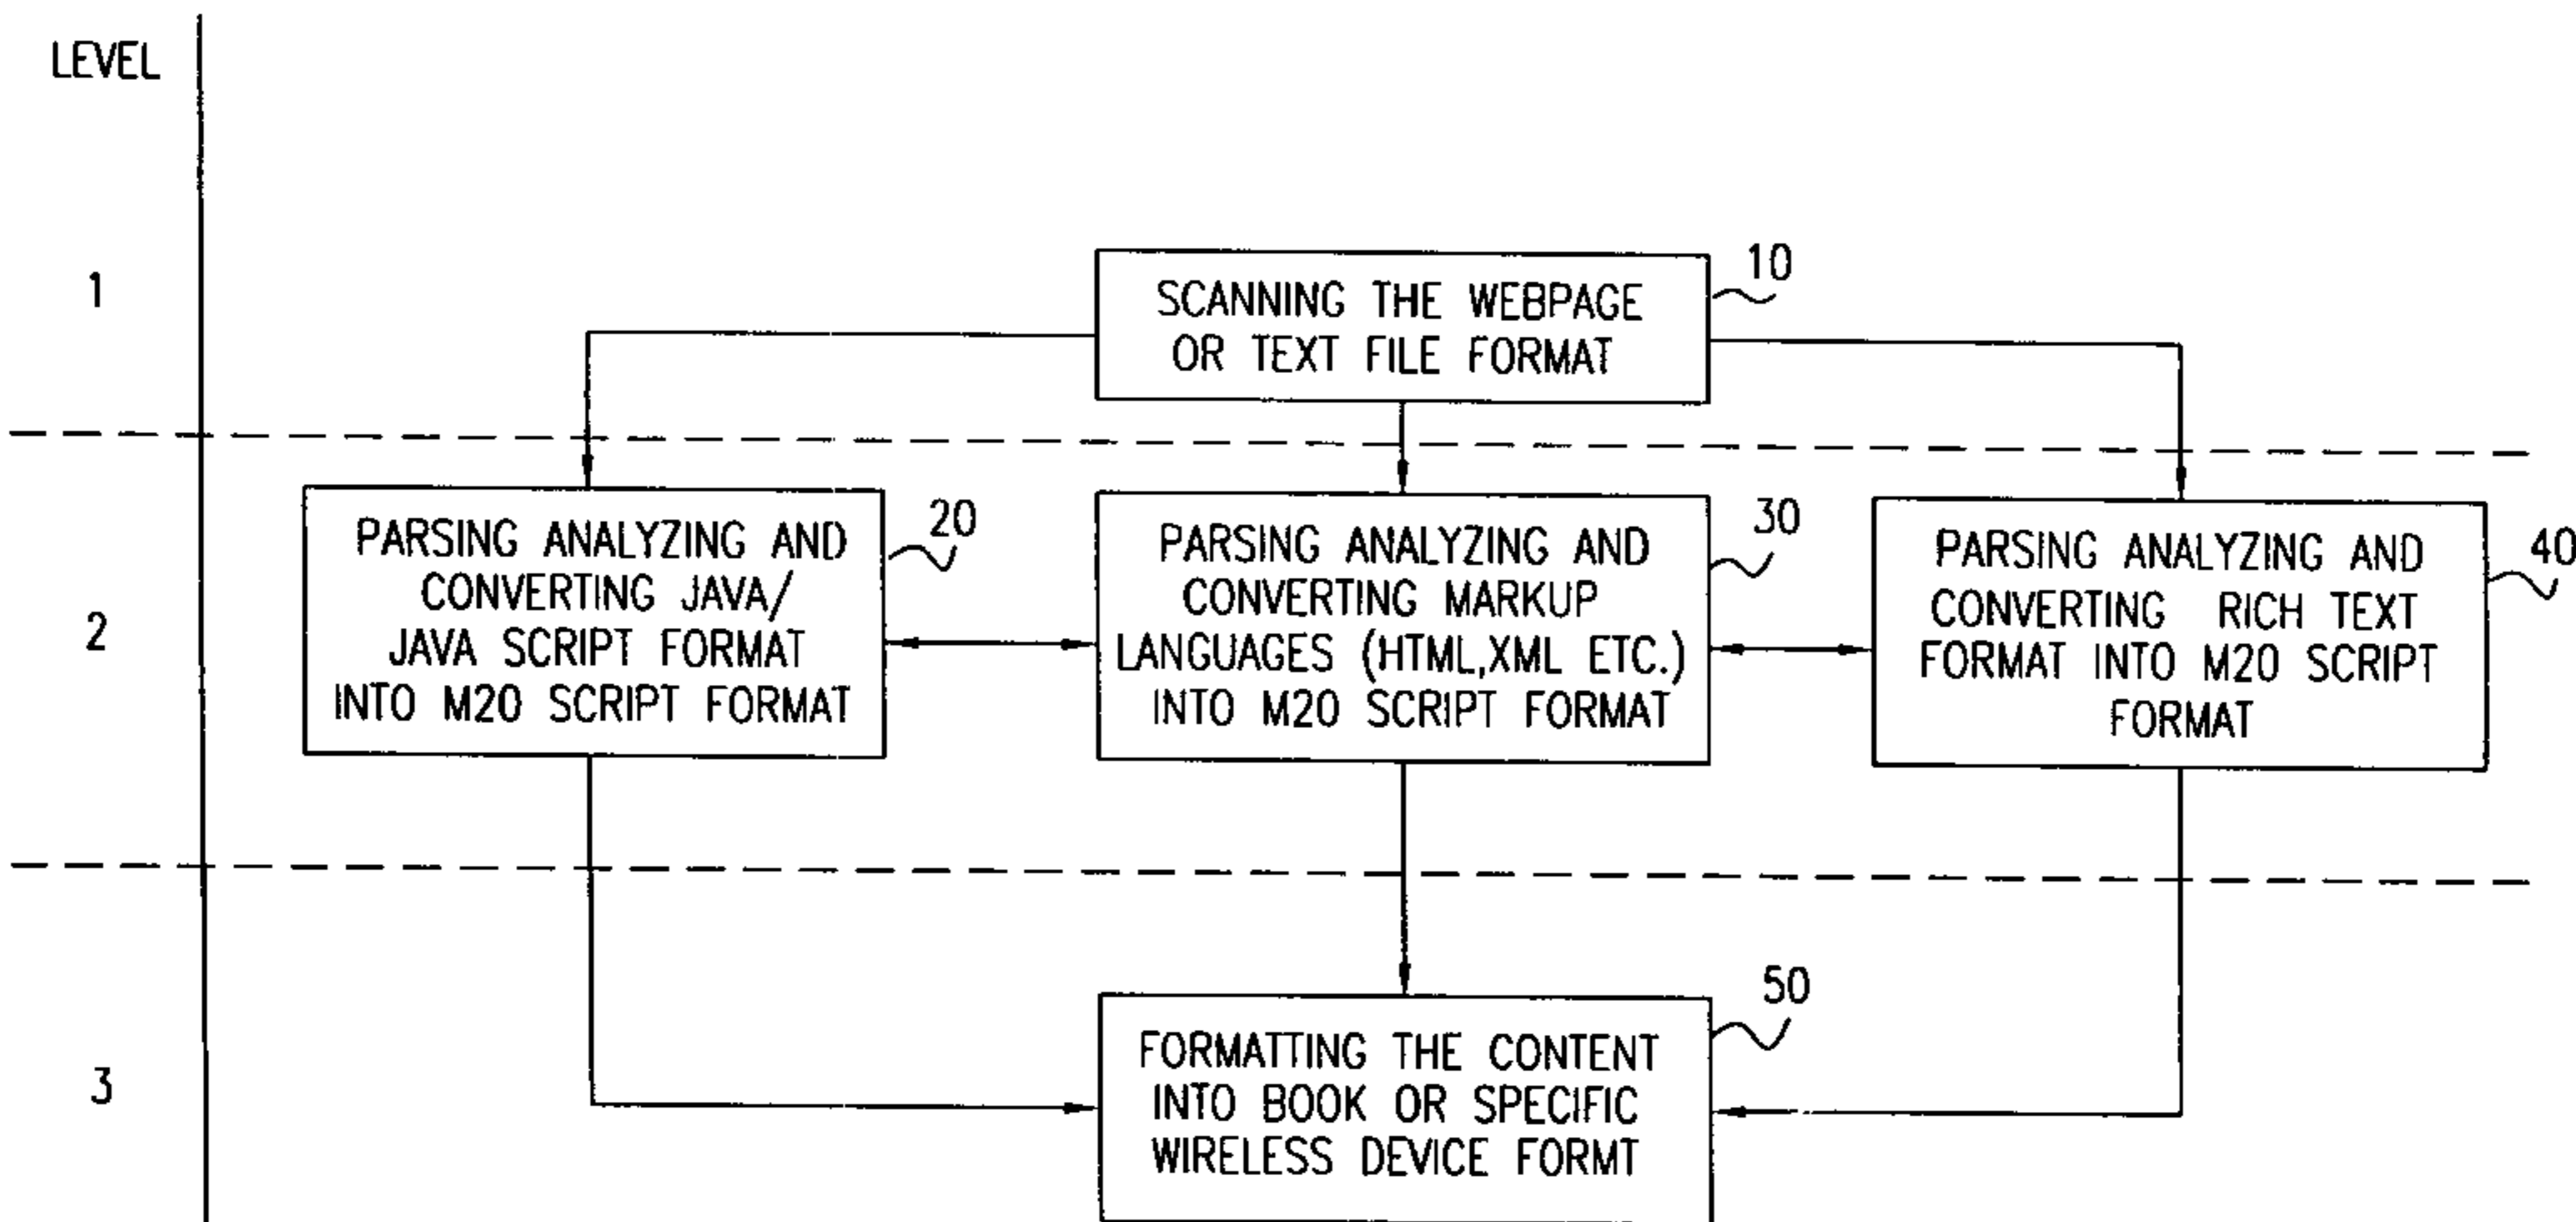 LEVEL
1
SCANNING THE WEBPAGE
OR TEXT FILE FORMAT
10
2
PARSING ANALYZING AND
CONVERTING JAVA/
JAVA SCRIPT FORMAT
INTO M20 SCRIPT FORMAT
20
PARSING ANALYZING AND
CONVERTING MARKUP
LANGUAGES (HTML,XML ETC.)
INTO M20 SCRIPT FORMAT
30
PARSING ANALYZING AND
CONVERTING RICH TEXT
FORMAT INTO M20 SCRIPT
FORMAT
40
3
FORMATTING THE CONTENT
INTO BOOK OR SPECIFIC
WIRELESS DEVICE FORMT
50